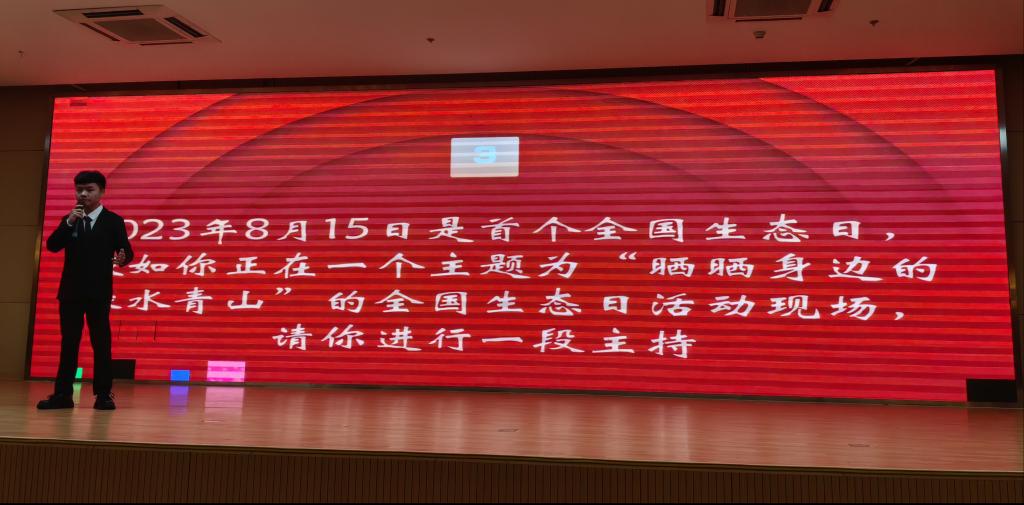 3
023年8月15日是首个全国生态日，
如你正在一个主题为“晒晒身边的
水青山”的全国生态日活动现场，
请你进行一段主持